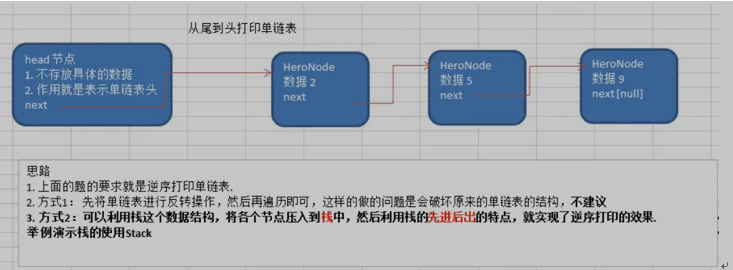 从尾到头打印单链表
head 节点
1. 不存放具体的数据
2. 作用就是表示单链表头
next
HeroNode
数据 2
next
HeroNode
数据 5
next
HeroNode
数据 9
next [null]
思路
1. 上面的题的要求就是逆序打印单链表.
2. 方式1： 先将单链表进行反转操作，然后再遍历即可，这样的做的问题是会破坏原来的单链表的结构，不建议
3. 方式2：可以利用栈这个数据结构，将各个节点压入到栈中，然后利用栈的先进后出的特点，就实现了逆序打印的效果.
举例演示栈的使用Stack